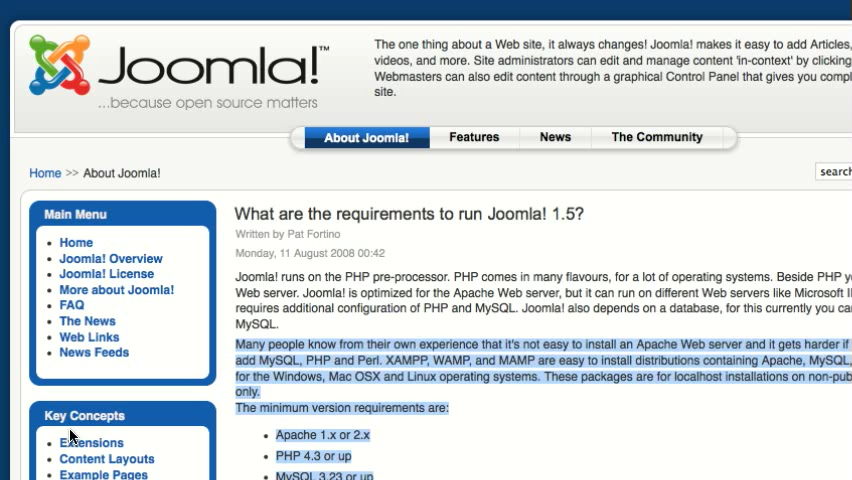 Joomla!™
...because open source matters
The one thing about a Web site, it always changes! Joomla! makes it easy to add Articles,
videos, and more. Site administrators can edit and manage content 'in-context' by clicking
Webmasters can also edit content through a graphical Control Panel that gives you compl
site.
About Joomla! Features News The Community
Home >> About Joomla!
search
Main Menu
Home
Joomla! Overview
Joomla! License
More about Joomla!
FAQ
The News
Web Links
News Feeds
Key Concepts
Extensions
Content Layouts
Example Pages
What are the requirements to run Joomla! 1.5?
Written by Pat Fortino
Monday, 11 August 2008 00:42
Joomla! runs on the PHP pre-processor. PHP comes in many flavours, for a lot of operating systems. Beside PHP y
Web server. Joomla! is optimized for the Apache Web server, but it can run on different Web servers like Microsoft I
requires additional configuration of PHP and MySQL. Joomla! also depends on a database, for this currently you ca
MySQL.
Many people know from their own experience that it's not easy to install an Apache Web server and it gets harder if
add MySQL, PHP and Perl. XAMPP, WAMP, and MAMP are easy to install distributions containing Apache, MySQL,
for the Windows, Mac OSX and Linux operating systems. These packages are for localhost installations on non-pub
only.
The minimum version requirements are:
Apache 1.x or 2.x
PHP 4.3 or up
MySQL 3.23 or up